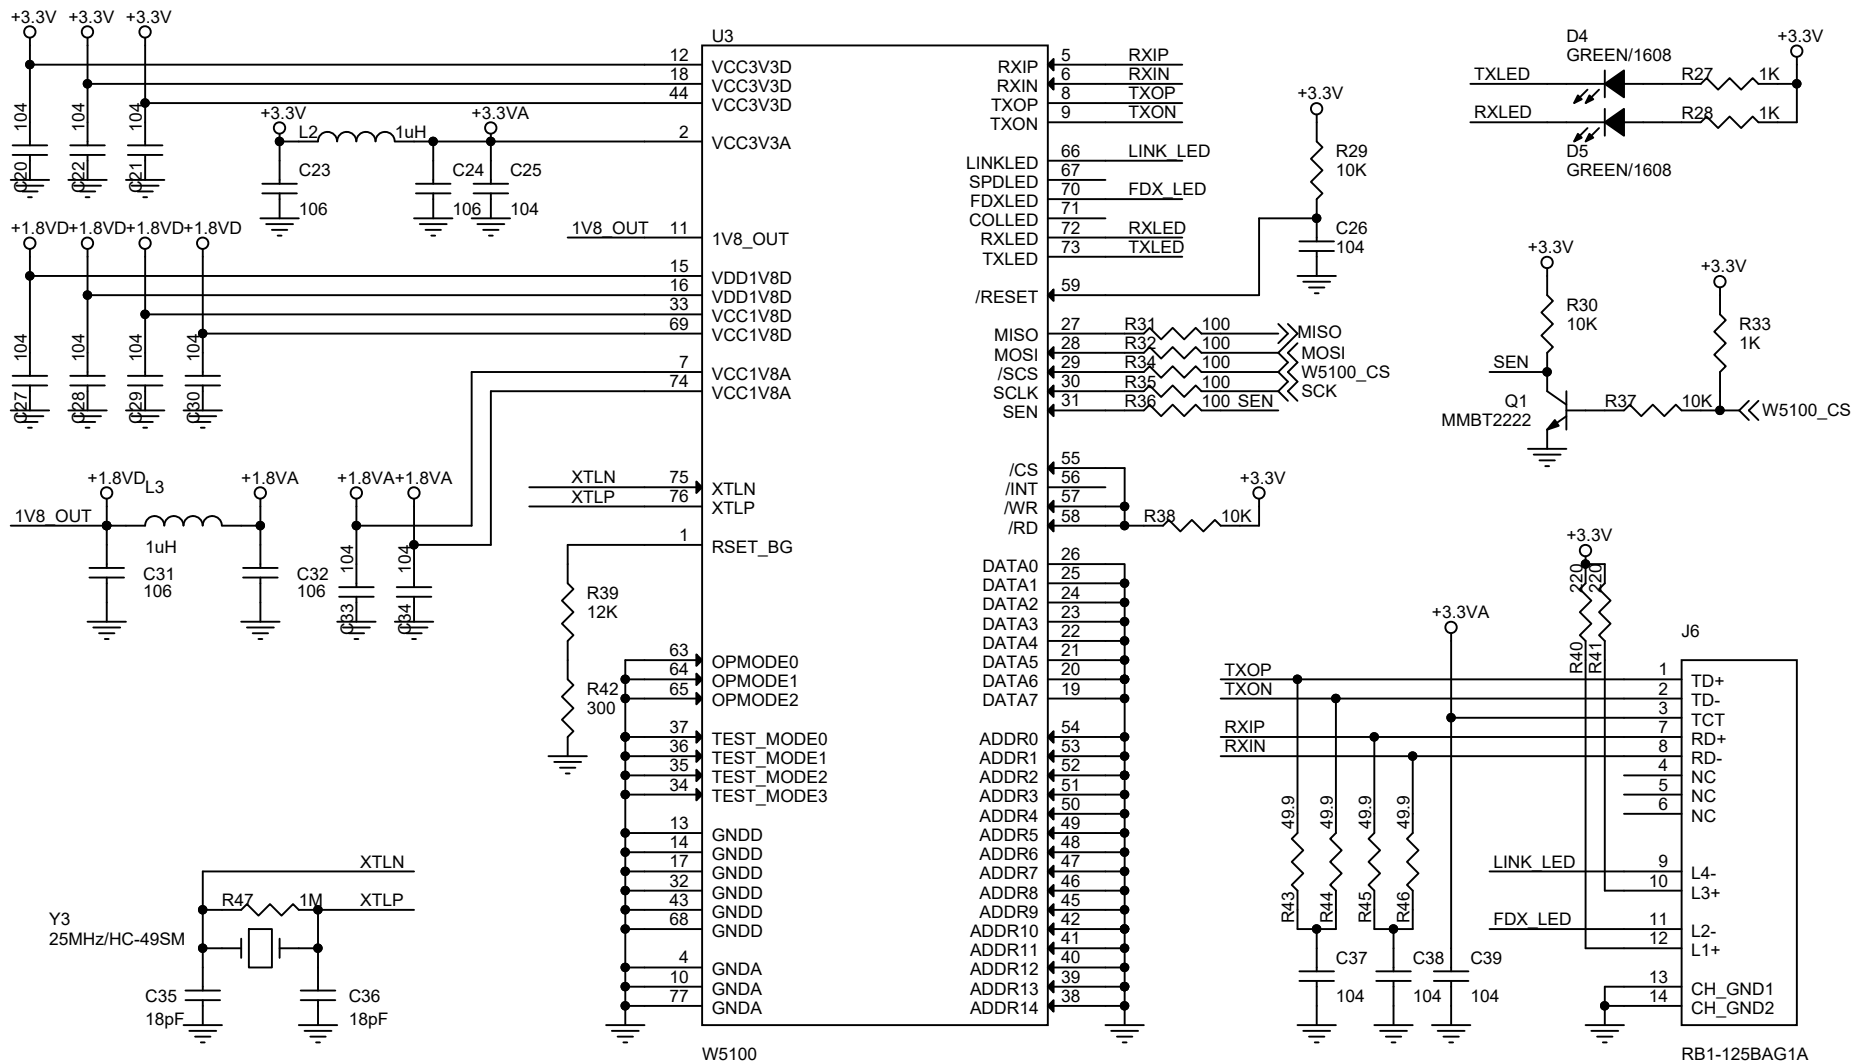 +3.3V +3.3V +3.3V
C20 104
C22 104
C21 104
+3.3V L2 1uH +3.3VA
C23
106
C24
106
C25
104
1V8_OUT
+1.8VD +1.8VD +1.8VD +1.8VD
C27 104
C28 104
C29 104
C30 104
+1.8VD L3 +1.8VA
1V8_OUT
1uH
C31
106
C32
106
+1.8VA +1.8VA
C33 104
C34 104
XTLN
XTLP
R39
12K
R42
300
XTLN
R47 1M XTLP
Y3
25MHz/HC-49SM
C35
18pF
C36
18pF
U3
12 VCC3V3D
18 VCC3V3D
44 VCC3V3D
2 VCC3V3A
11 1V8_OUT
15 VDD1V8D
16 VDD1V8D
33 VCC1V8D
69 VCC1V8D
7 VCC1V8A
74 VCC1V8A
75 XTLN
76 XTLP
1 RSET_BG
63 OPMODE0
64 OPMODE1
65 OPMODE2
37 TEST_MODE0
36 TEST_MODE1
35 TEST_MODE2
34 TEST_MODE3
13 GNDD
14 GNDD
17 GNDD
32 GNDD
43 GNDD
68 GNDD
4 GNDA
10 GNDA
77 GNDA
RXIP 5 RXIP
RXIN 6 RXIN
TXOP 8 TXOP
TXON 9 TXON
LINKLED 66 LINK_LED
SPDLED 67
FDXLED 70 FDX_LED
COLLED 71
RXLED 72 RXLED
TXLED 73 TXLED
/RESET 59
MISO 27 R31 100 MISO
MOSI 28 R32 100 MOSI
/SCS 29 R34 100 W5100_CS
SCLK 30 R35 100 SCK
SEN 31 R36 100 SEN
/CS 55
/INT 56
/WR 57
/RD 58 R38 10K +3.3V
DATA0 26
DATA1 25
DATA2 24
DATA3 23
DATA4 22
DATA5 21
DATA6 20
DATA7 19
ADDR0 54
ADDR1 53
ADDR2 52
ADDR3 51
ADDR4 50
ADDR5 49
ADDR6 48
ADDR7 47
ADDR8 46
ADDR9 45
ADDR10 42
ADDR11 41
ADDR12 40
ADDR13 39
ADDR14 38
W5100
+3.3V
R29
10K
C26
104
D4
GREEN/1608
+3.3V
TXLED R27 1K
RXLED R28 1K
D5
GREEN/1608
+3.3V
R30
10K
SEN
Q1
MMBT2222
R37 10K
+3.3V
R33
1K
W5100_CS
+3.3V
R40 220
R41 220
+3.3VA
J6
TXOP
TXON
RXIP
RXIN
1 TD+
2 TD-
3 TCT
7 RD+
8 RD-
4 NC
5 NC
6 NC
LINK_LED 9 L4-
10 L3+
FDX_LED 11 L2-
12 L1+
13 CH_GND1
14 CH_GND2
R43 49.9
R44 49.9
R45 49.9
R46 49.9
C37
104
C38
104
C39
104
RB1-125BAG1A